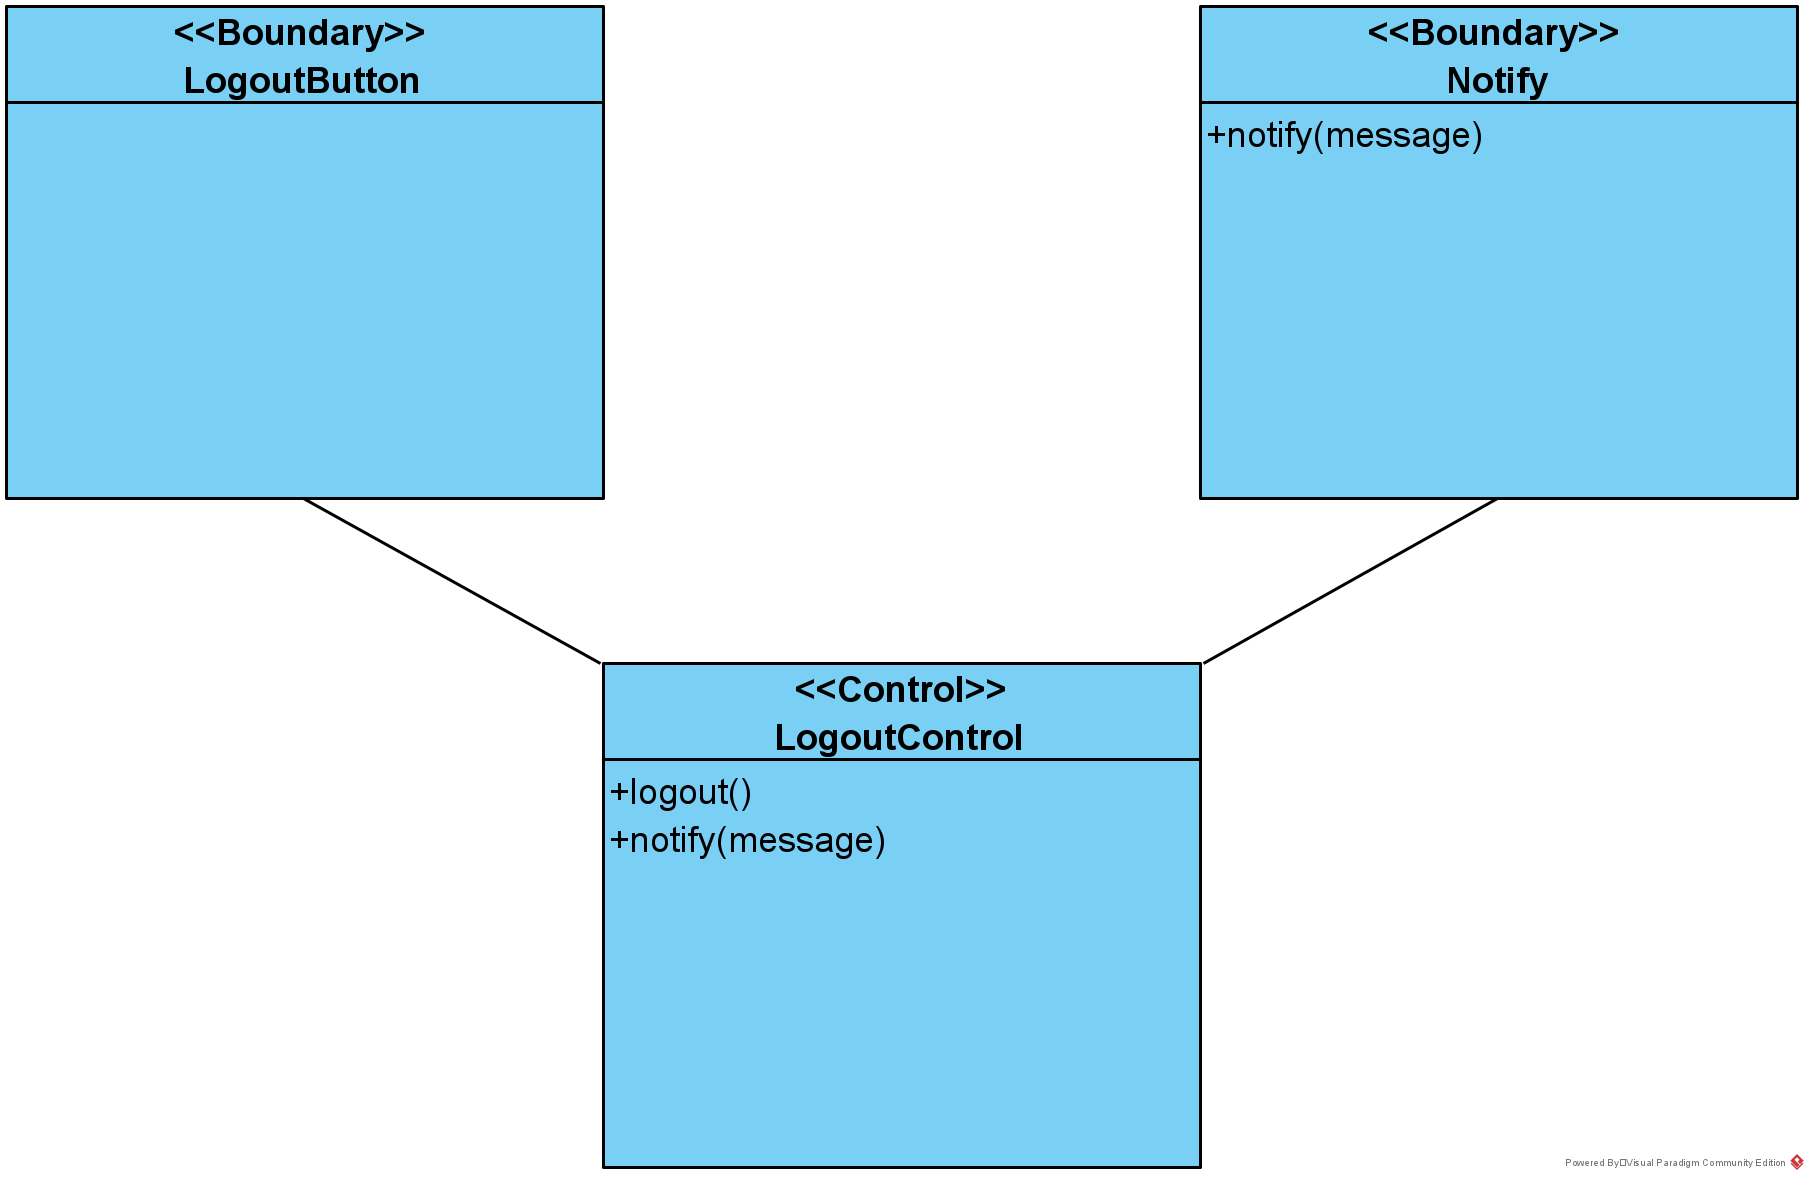 <<Boundary>>
LogoutButton
<<Boundary>>
Notify
+notify(message)
<<Control>>
LogoutControl
+logout()
+notify(message)
Powered By□Visual Paradigm Community Edition